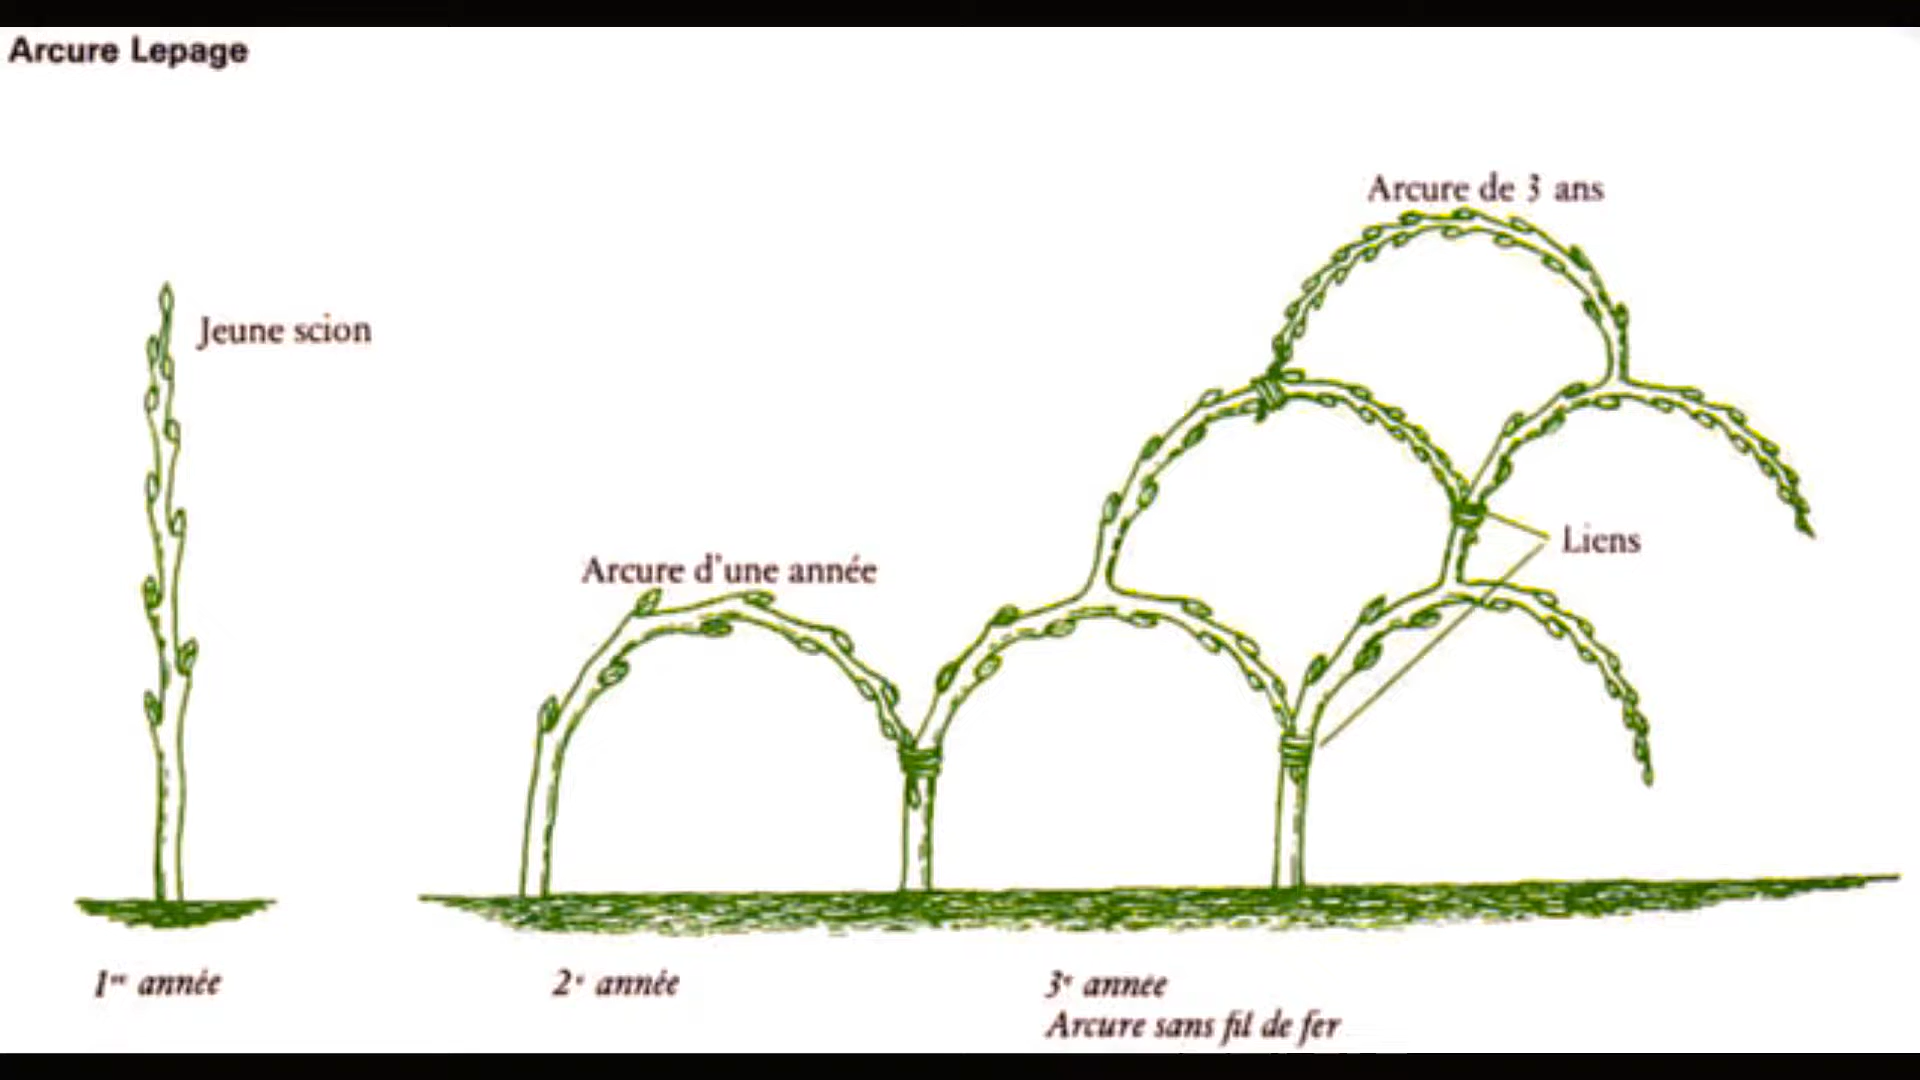 Arcure Lepage
Arcure de 3 ans
Jeune scion
Liens
Arcure d'une année
1re année
2e année
3e année
Arcure sans fil de fer